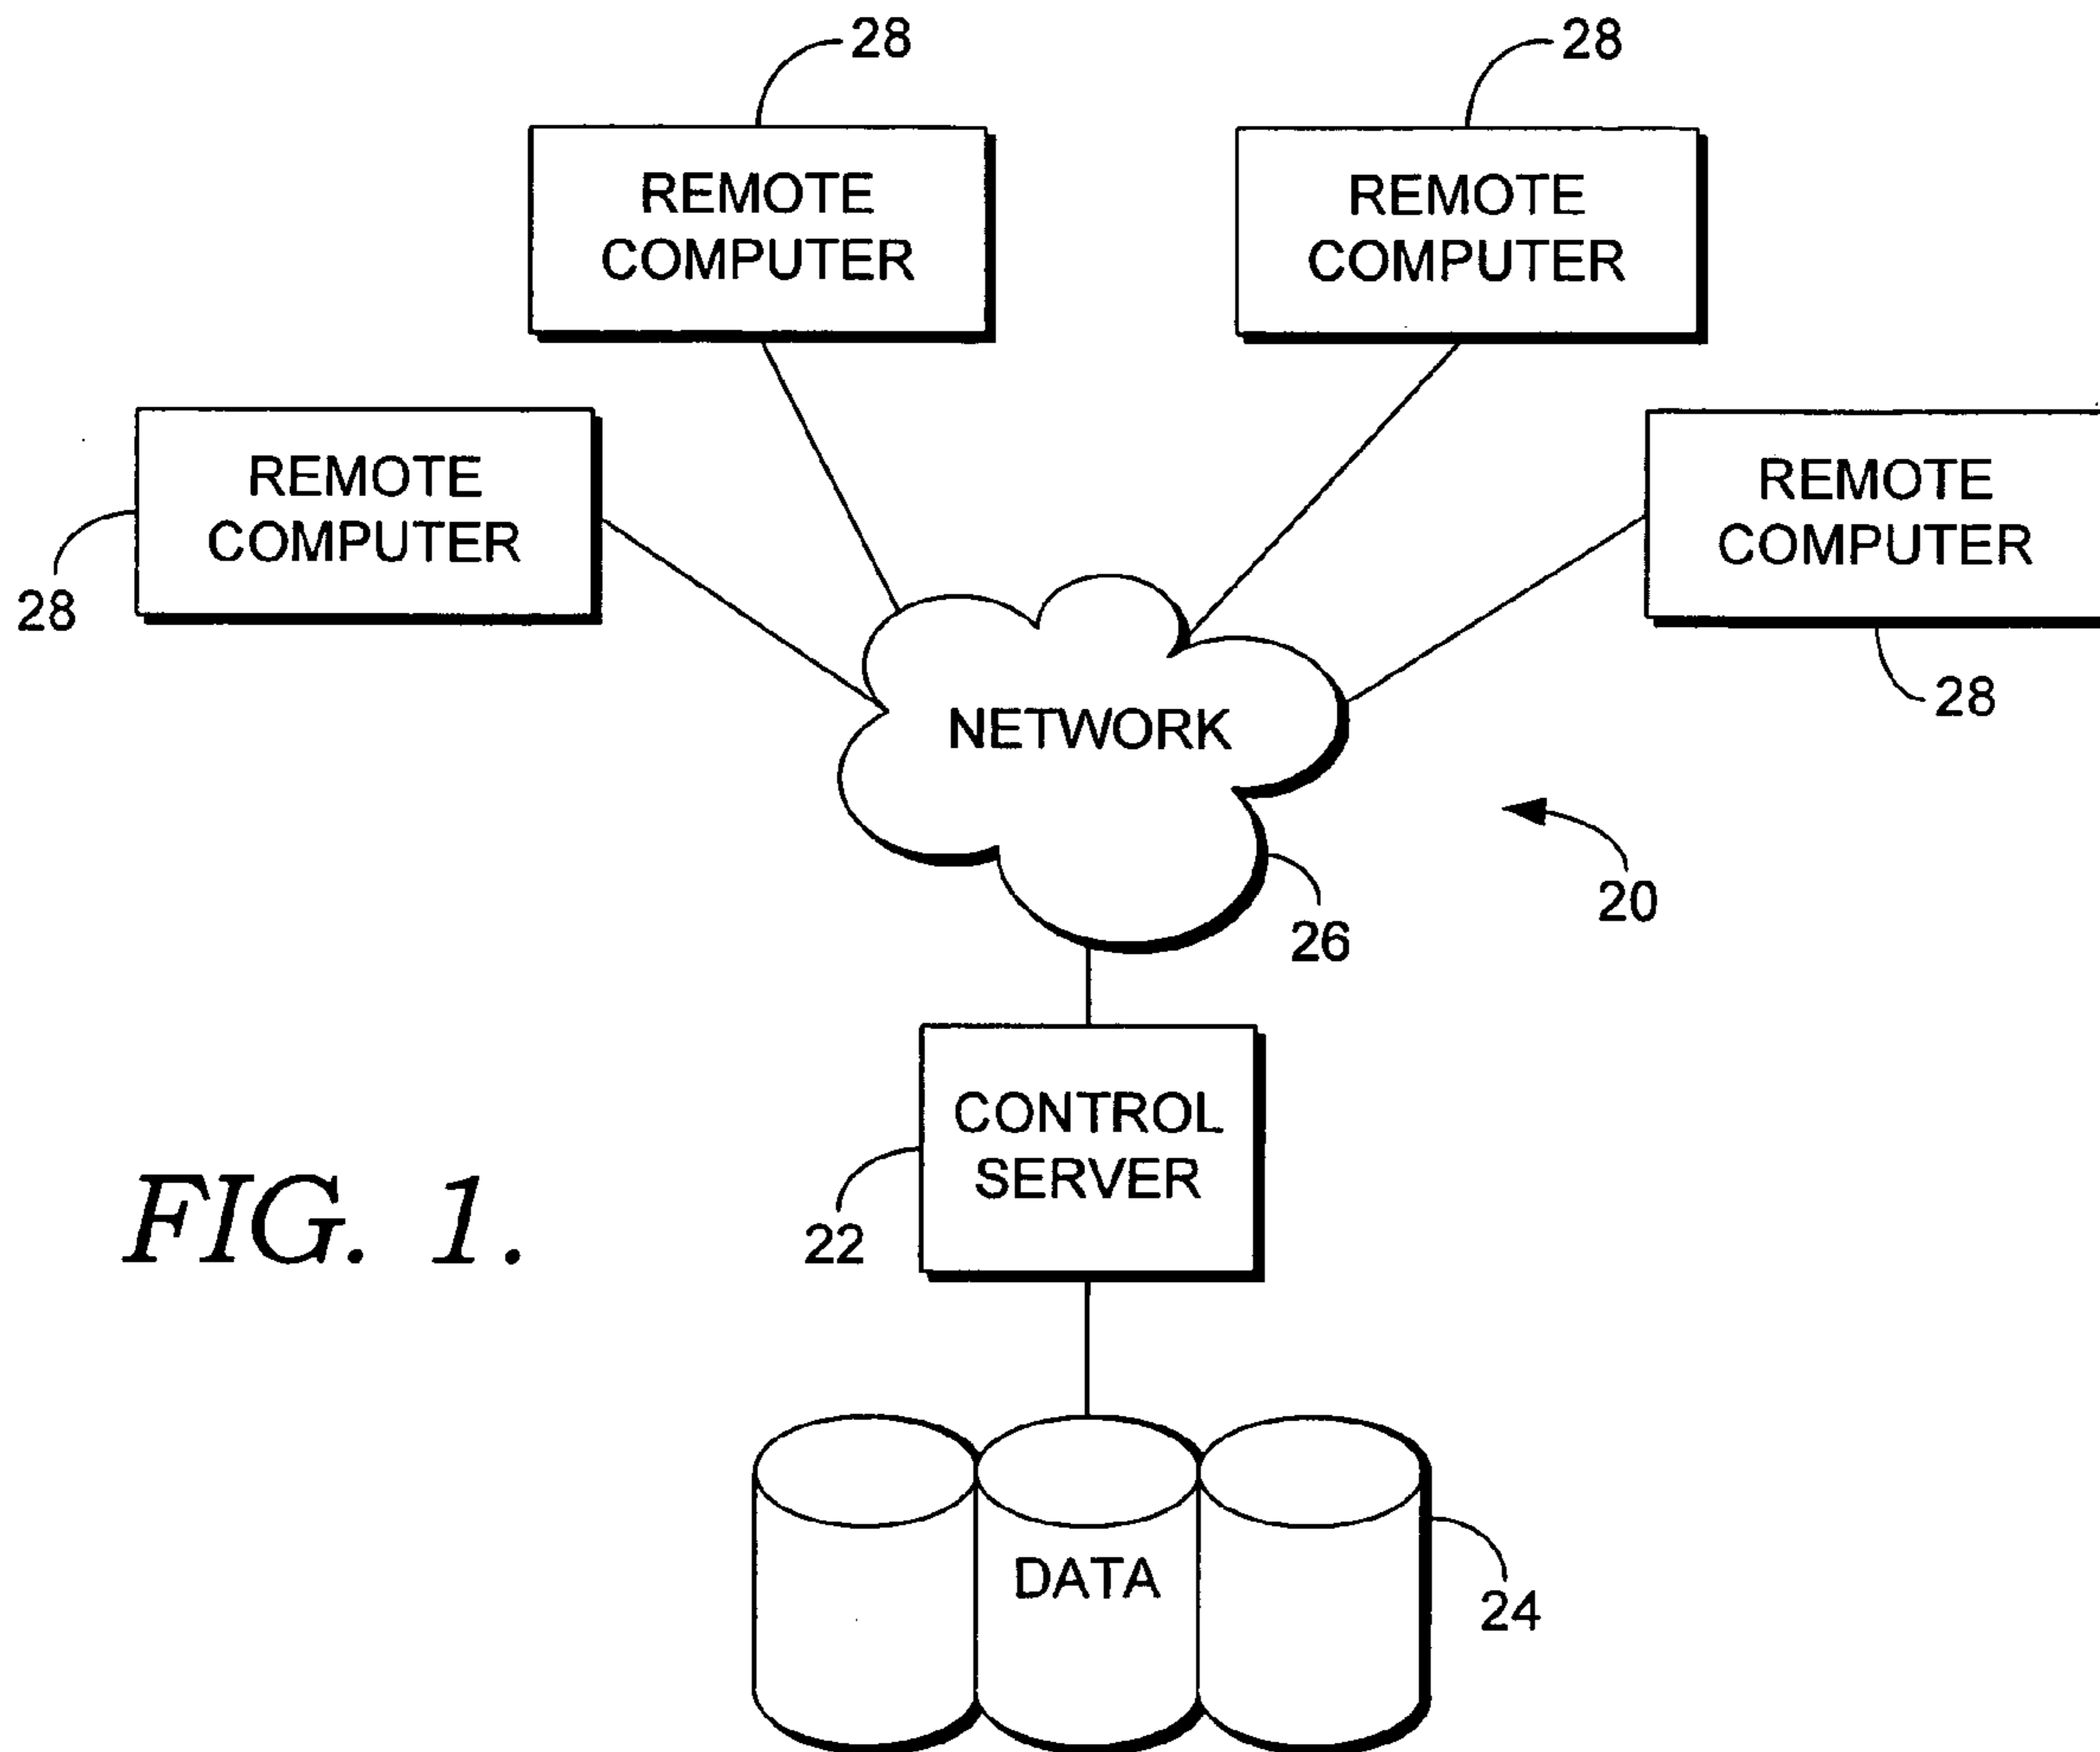 28
28
REMOTE
COMPUTER
REMOTE
COMPUTER
REMOTE
COMPUTER
28
REMOTE
COMPUTER
28
NETWORK
20
26
CONTROL
SERVER
22
FIG. 1.
DATA
24